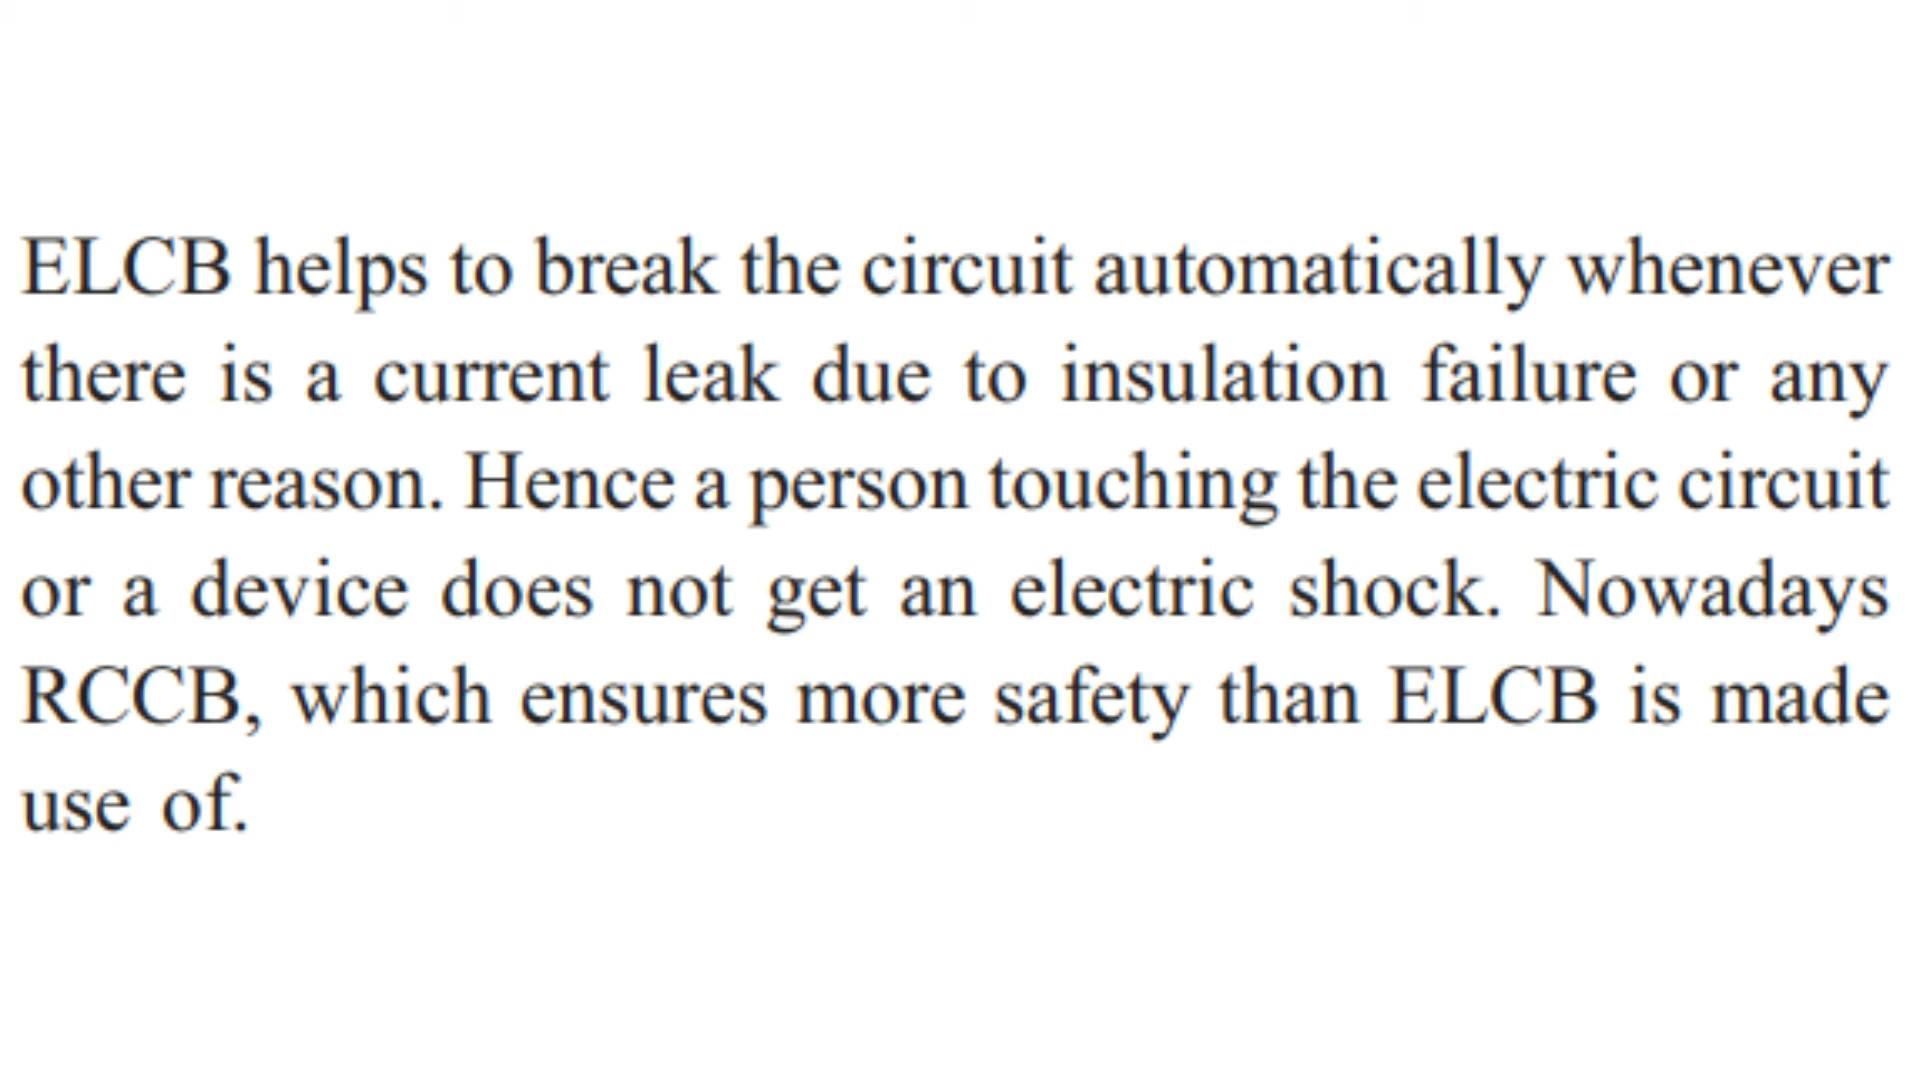 ELCB helps to break the circuit automatically whenever
there is a current leak due to insulation failure or any
other reason. Hence a person touching the electric circuit
or a device does not get an electric shock. Nowadays
RCCB, which ensures more safety than ELCB is made
use of.